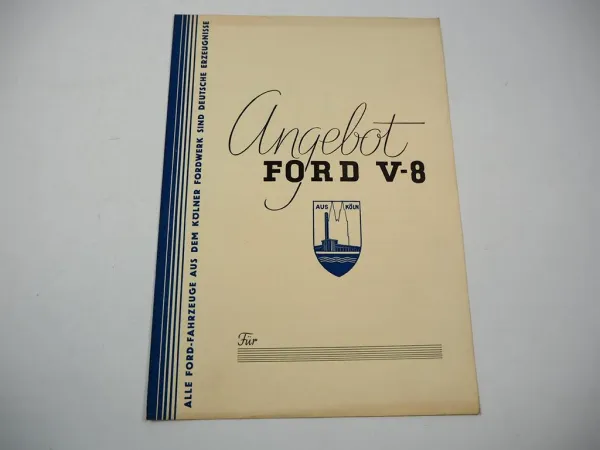 ALLE FORD-FAHRZEUGE AUS DEM KÖLNER FORDWERK SIND DEUTSCHE ERZEUGNISSE
Angebot
FORD V-8
AUS KÖLN
Für